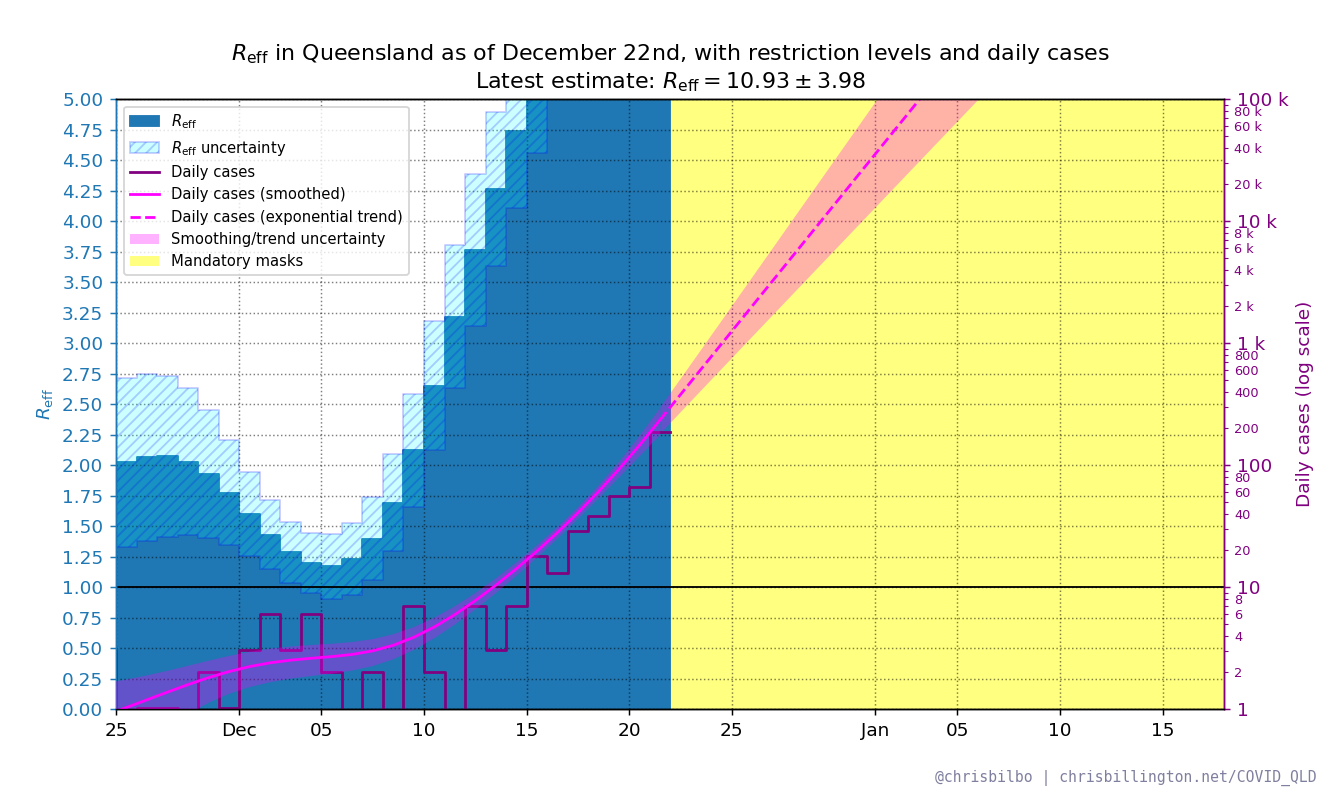 R_eff in Queensland as of December 22nd, with restriction levels and daily cases
Latest estimate: R_eff = 10.93 ± 3.98
R_eff
R_eff uncertainty
Daily cases
Daily cases (smoothed)
Daily cases (exponential trend)
Smoothing/trend uncertainty
Mandatory masks
R_eff
5.00
4.75
4.50
4.25
4.00
3.75
3.50
3.25
3.00
2.75
2.50
2.25
2.00
1.75
1.50
1.25
1.00
0.75
0.50
0.25
0.00
100 k
80 k
60 k
40 k
20 k
10 k
8 k
6 k
4 k
2 k
1 k
800
600
400
200
100
80
60
40
20
10
8
6
4
2
1
Daily cases (log scale)
25 Dec 05 10 15 20 25 Jan 05 10 15
@chrisbilbo | chrisbillington.net/COVID_QLD